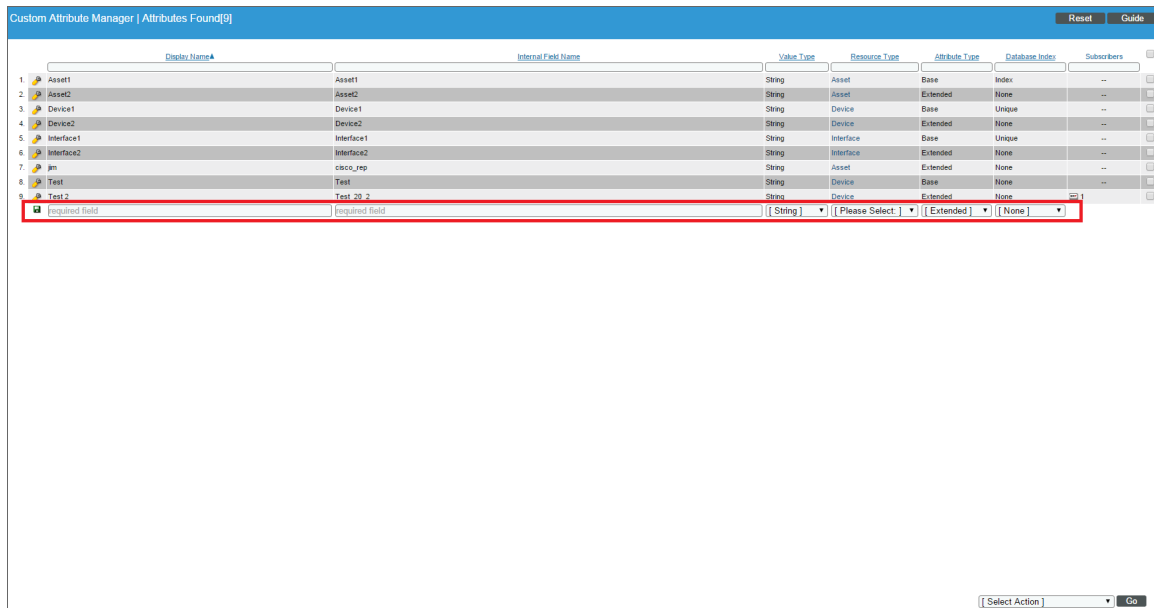 Custom Attribute Manager | Attributes Found[9] Reset Guide
Display Name▲ Internal Field Name Value Type Resource Type Attribute Type Database Index Subscribers
1. Asset1 Asset1 String Asset Base Index --
2. Asset2 Asset2 String Asset Extended None --
3. Device1 Device1 String Device Base Unique --
4. Device2 Device2 String Device Extended None --
5. Interface1 Interface1 String Interface Base Unique --
6. Interface2 Interface2 String Interface Extended None --
7. jim cisco_rep String Asset Extended None --
8. Test Test String Device Base None --
9. Test 2 Test_20_2 String Device Extended None 1
required field required field [ String ] [ Please Select: ] [ Extended ] [ None ]
[ Select Action ] Go